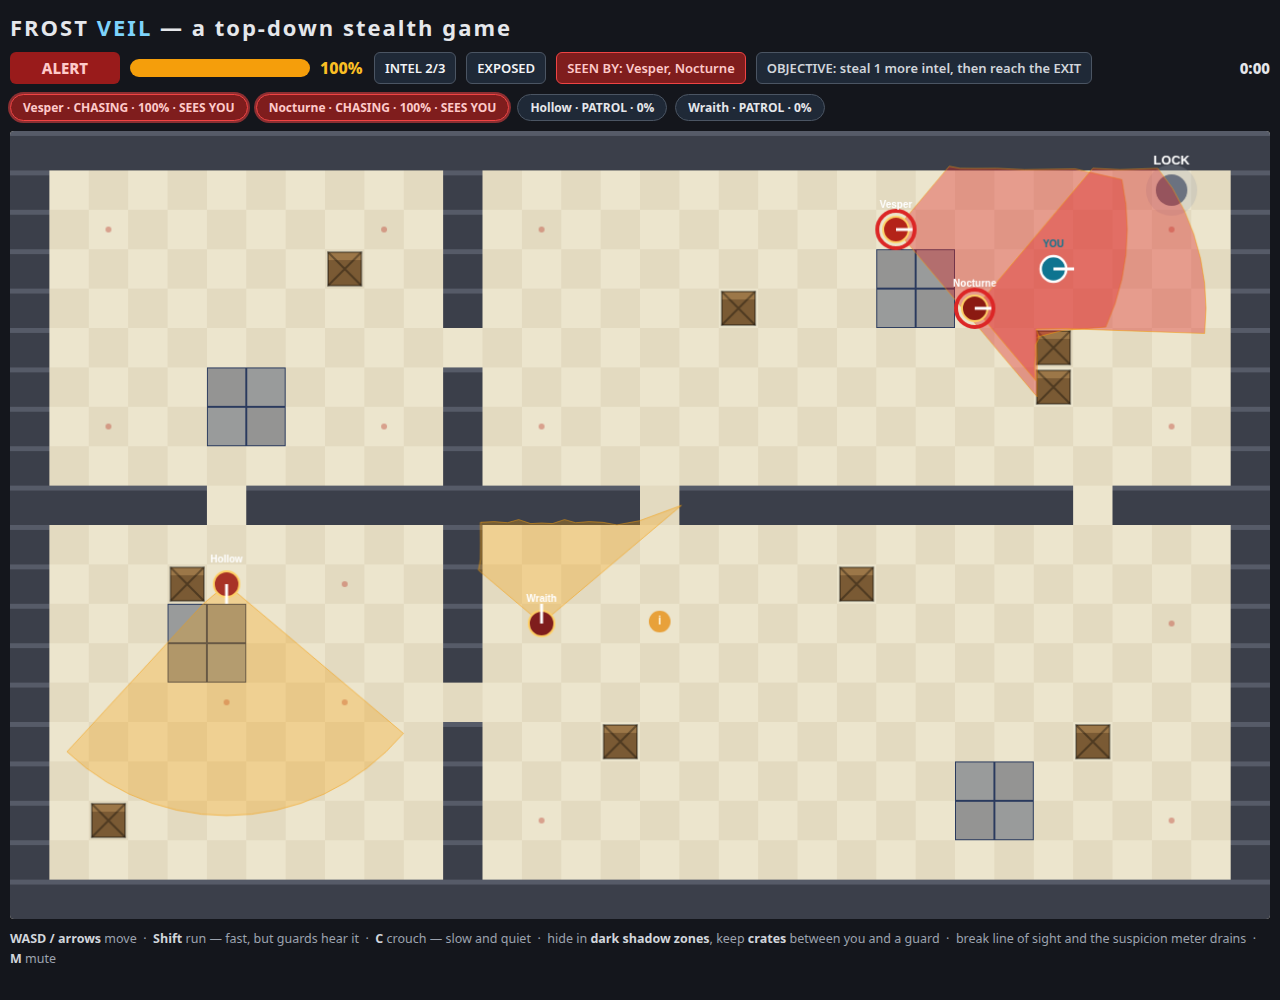 FROST VEIL — a top-down stealth game
ALERT 100% INTEL 2/3 EXPOSED SEEN BY: Vesper, Nocturne OBJECTIVE: steal 1 more intel, then reach the EXIT 0:00
Vesper · CHASING · 100% · SEES YOU Nocturne · CHASING · 100% · SEES YOU Hollow · PATROL · 0% Wraith · PATROL · 0%
LOCK
Vesper
YOU
Nocturne
Hollow
Wraith
i
WASD / arrows move · Shift run — fast, but guards hear it · C crouch — slow and quiet · hide in dark shadow zones, keep crates between you and a guard · break line of sight and the suspicion meter drains ·
M mute